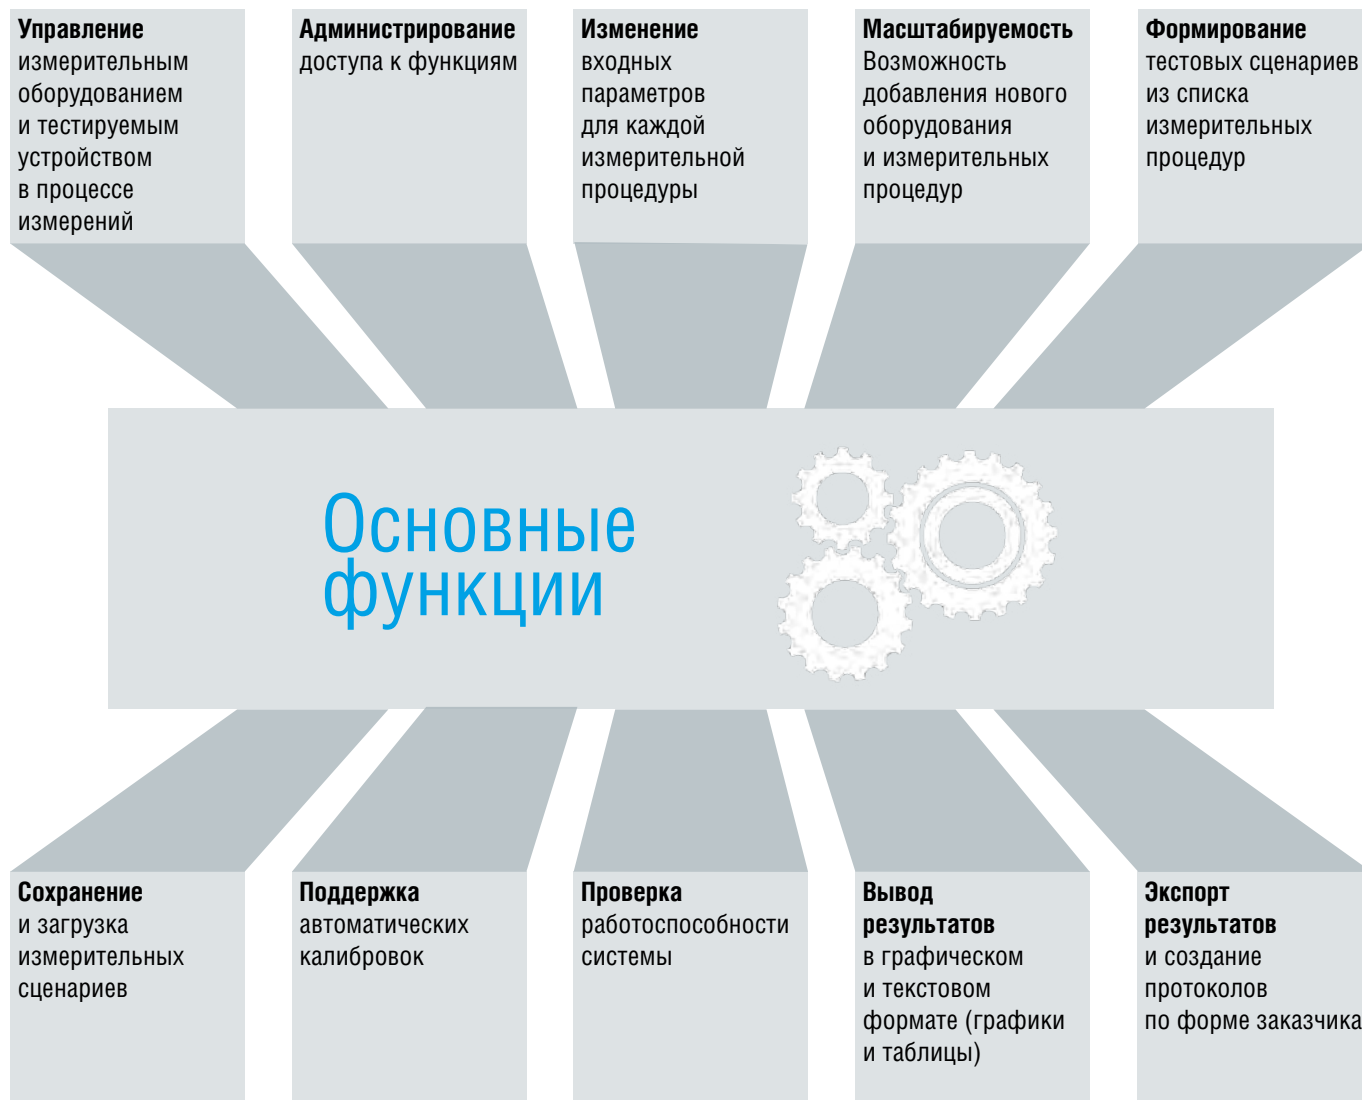 Управление
измерительным
оборудованием
и тестируемым
устройством
в процессе
измерений
Администрирование
доступа к функциям
Изменение
входных
параметров
для каждой
измерительной
процедуры
Масштабируемость
Возможность
добавления нового
оборудования
и измерительных
процедур
Формирование
тестовых сценариев
из списка
измерительных
процедур
Основные
функции
Сохранение
и загрузка
измерительных
сценариев
Поддержка
автоматических
калибровок
Проверка
работоспособности
системы
Вывод
результатов
в графическом
и текстовом
формате (графики
и таблицы)
Экспорт
результатов
и создание
протоколов
по форме заказчика